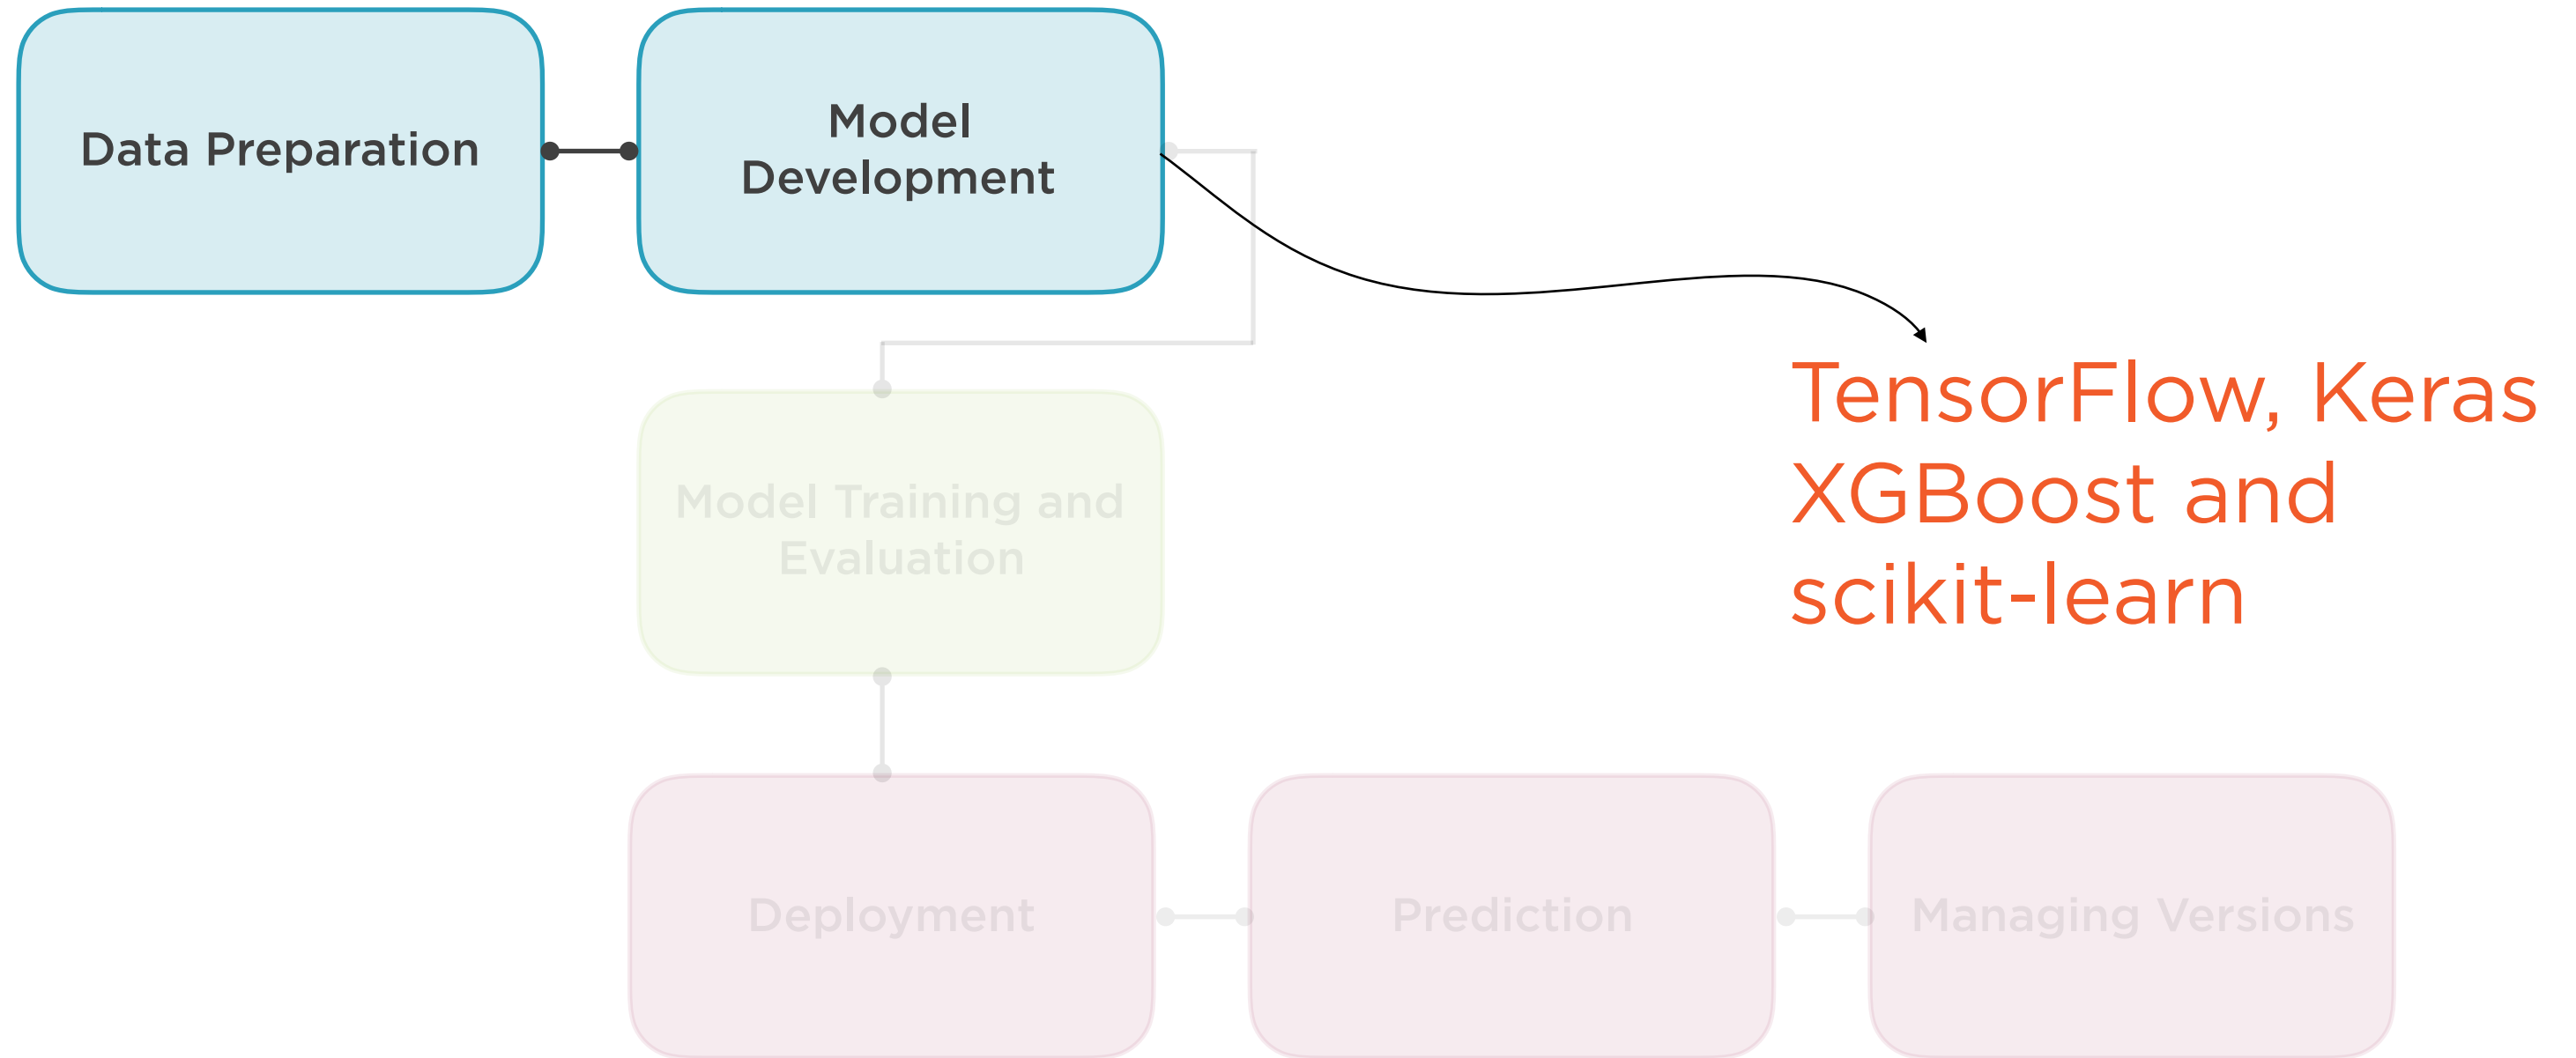 Data Preparation
Model
Development
TensorFlow, Keras
XGBoost and
scikit-learn
Model Training and
Evaluation
Deployment
Prediction
Managing Versions